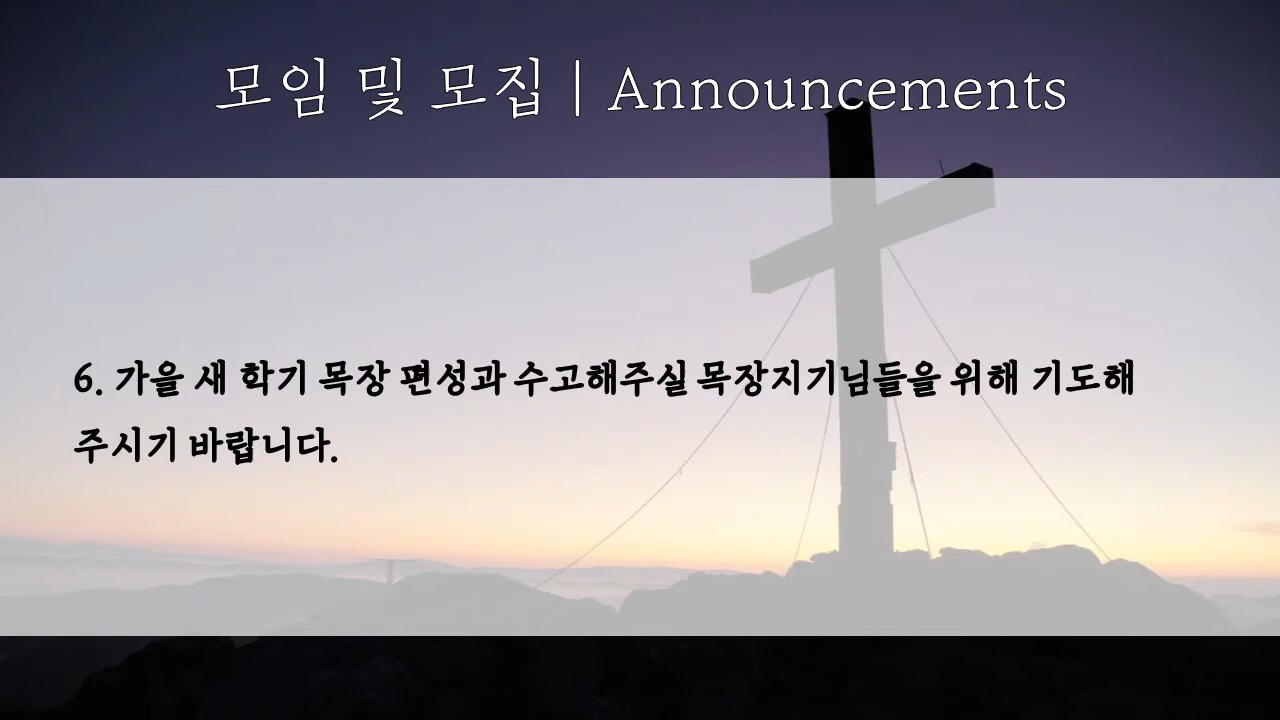 모임 및 모집 | Announcements
6. 가을 새 학기 목장 편성과 수고해주실 목장지기님들을 위해 기도해
주시기 바랍니다.